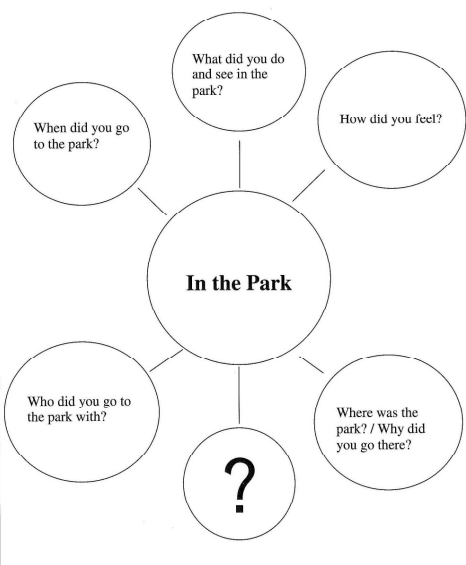 What did you do
and see in the
park?
How did you feel?
When did you go
to the park?
In the Park
Who did you go to
the park with?
Where was the
park? / Why did
you go there?
?